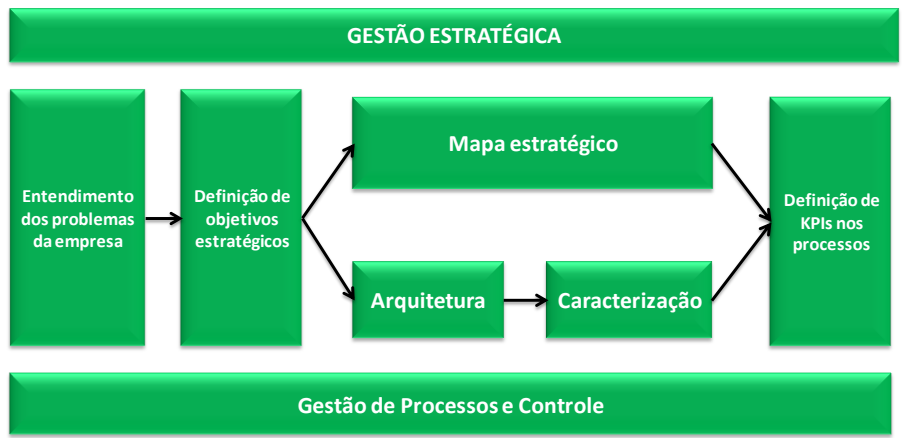 GESTÃO ESTRATÉGICA
Entendimento
dos problemas
da empresa
Definição de
objetivos
estratégicos
Mapa estratégico
Arquitetura
Caracterização
Definição de
KPIs nos
processos
Gestão de Processos e Controle